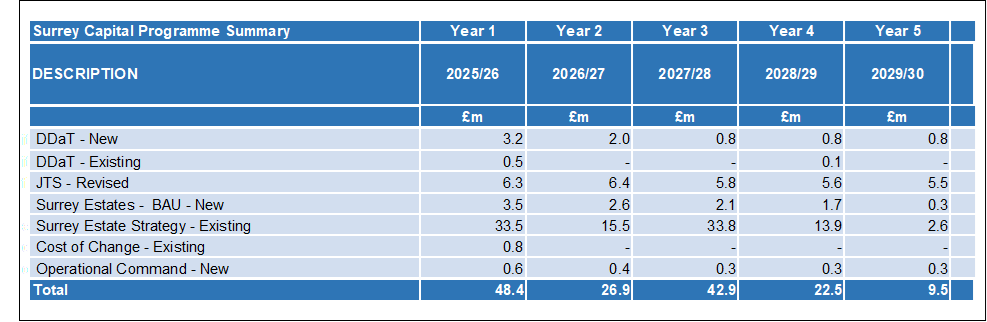 Surrey Capital Programme Summary Year 1 Year 2 Year 3 Year 4 Year 5
DESCRIPTION 2025/26 2026/27 2027/28 2028/29 2029/30
£m £m £m £m £m
DDaT - New 3.2 2.0 0.8 0.8 0.8
DDaT - Existing 0.5 - - 0.1 -
JTS - Revised 6.3 6.4 5.8 5.6 5.5
Surrey Estates - BAU - New 3.5 2.6 2.1 1.7 0.3
Surrey Estate Strategy - Existing 33.5 15.5 33.8 13.9 2.6
Cost of Change - Existing 0.8 - - - -
Operational Command - New 0.6 0.4 0.3 0.3 0.3
Total 48.4 26.9 42.9 22.5 9.5